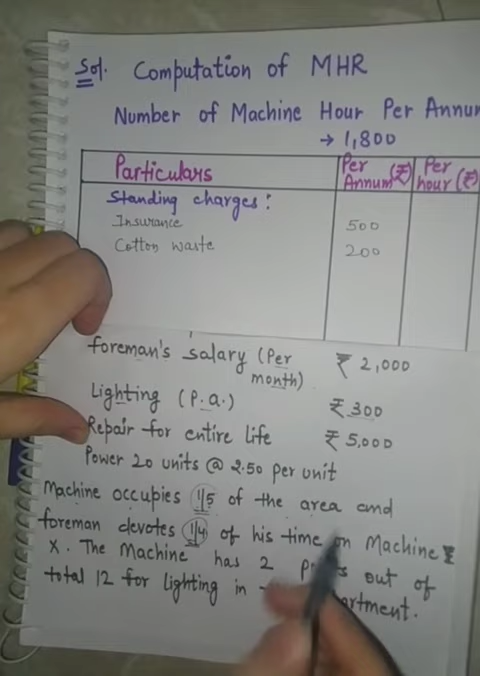 Sol. Computation of MHR
Number of Machine Hour Per Annum
→ 1,800
Particulars Per Annum (₹) Per hour (₹)
Standing charges:
Insurance 500
Cotton waste 200
foreman's salary (Per month) ₹ 2,000
Lighting (P.a.) ₹ 300
Repair for entire life ₹ 5,000
Power 20 units @ 2.50 per unit
Machine occupies 1/5 of the area and
foreman devotes 1/4 of his time on Machine
X. The Machine has 2 out of
total 12 for lighting in